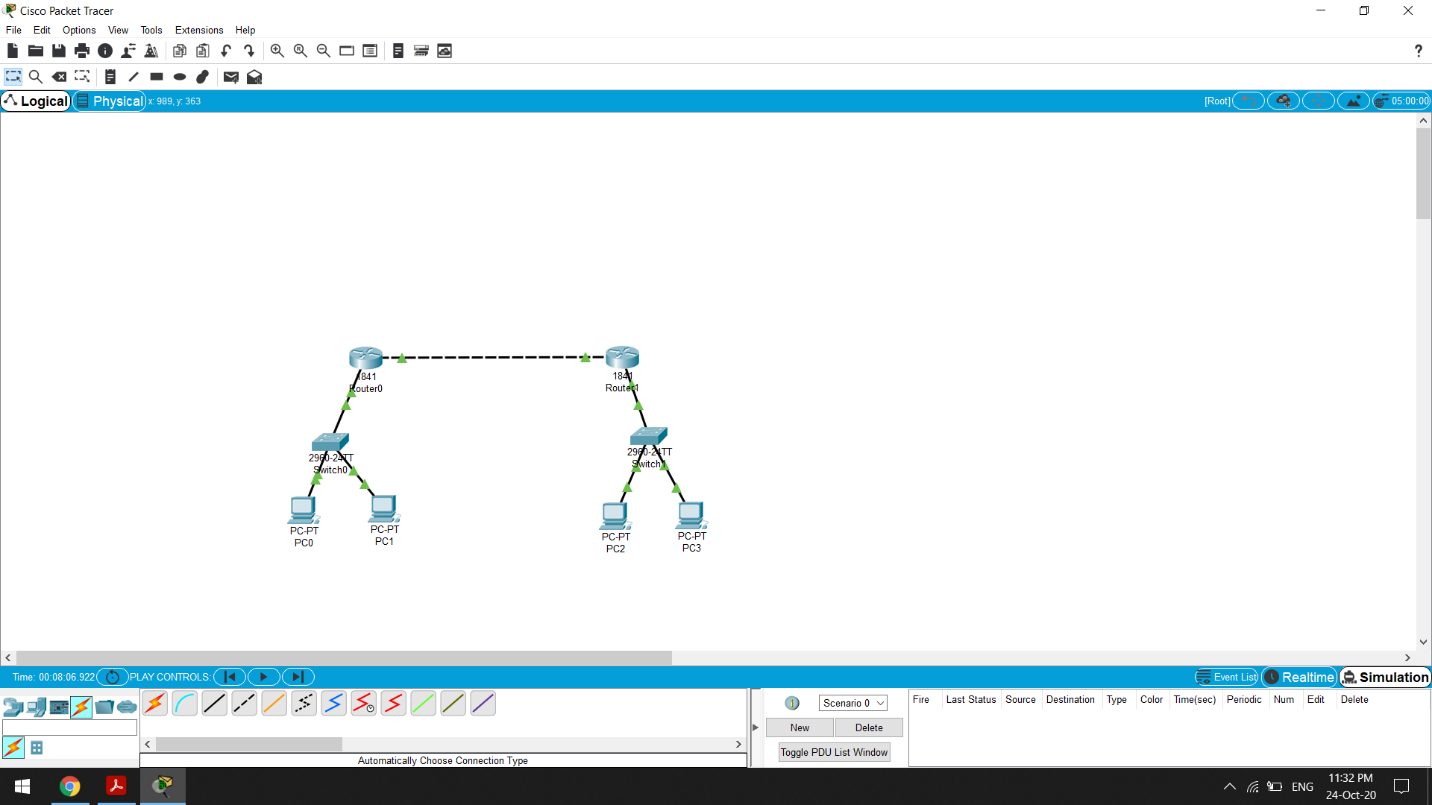 Cisco Packet Tracer
File Edit Options View Tools Extensions Help
?
Logical Physical x: 989, y: 363 [Root] 05:00:00
1841
Router0
1841
Router1
2960-24TT
Switch0
2960-24TT
Switch1
PC-PT
PC0
PC-PT
PC1
PC-PT
PC2
PC-PT
PC3
Time: 00:08:06.922 PLAY CONTROLS: Event List Realtime Simulation
Scenario 0
New Delete
Toggle PDU List Window
Fire Last Status Source Destination Type Color Time(sec) Periodic Num Edit Delete
Automatically Choose Connection Type
ENG
11:32 PM
24-Oct-20